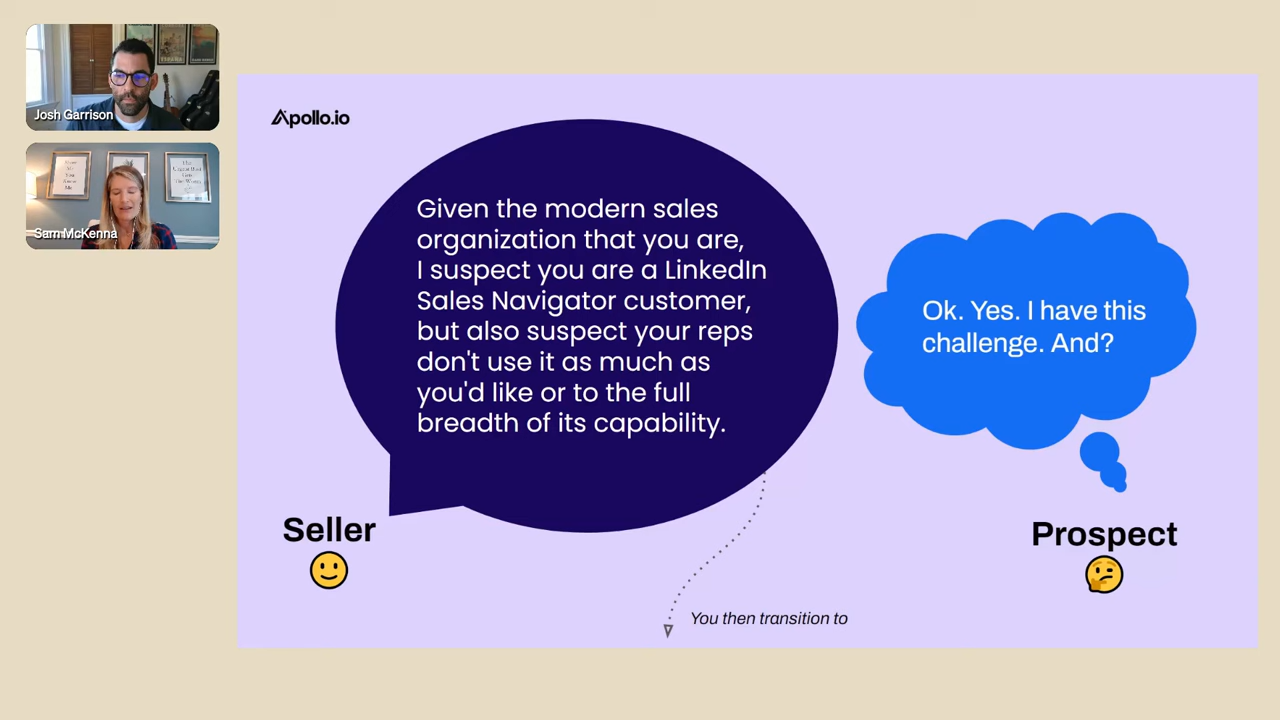 Josh Garrison
Sam McKenna
Apollo.io
Given the modern sales
organization that you are,
I suspect you are a LinkedIn
Sales Navigator customer,
but also suspect your reps
don't use it as much as
you'd like or to the full
breadth of its capability.
Ok. Yes. I have this
challenge. And?
Seller
Prospect
You then transition to